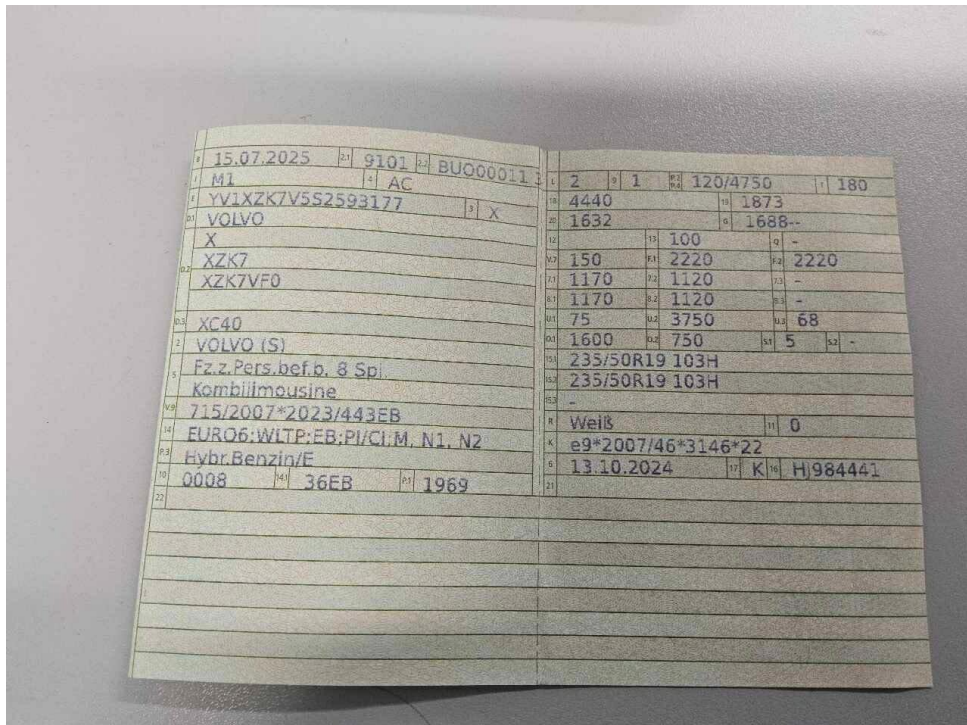 B 15.07.2025 2.1 9101 2.2 BUO000011 1
J M1 4 AC
E YV1XZK7V5S2593177 3 X
D.1 VOLVO
X
D.2 XZK7
XZK7VF0
D.3 XC40
2 VOLVO (S)
5 Fz.z.Pers.bef.b. 8 Spl.
Kombilimousine
V.9 715/2007*2023/443EB
14 EURO6;WLTP;EB;PI/CI;M, N1, N2
P.3 Hybr.Benzin/E
10 0008 14.1 36EB P.1 1969
22
L 2 9 1 P.2 P.4 120/4750 T 180
18 4440 19 1873
20 1632 G 1688--
12 13 100 Q -
V.7 150 F.1 2220 F.2 2220
7.1 1170 7.2 1120 7.3 -
8.1 1170 8.2 1120 8.3 -
U.1 75 U.2 3750 U.3 68
O.1 1600 O.2 750 S.1 5 S.2 -
15.1 235/50R19 103H
15.2 235/50R19 103H
15.3 -
R Weiß 11 0
K e9*2007/46*3146*22
6 13.10.2024 17 K 16 HJ984441
21